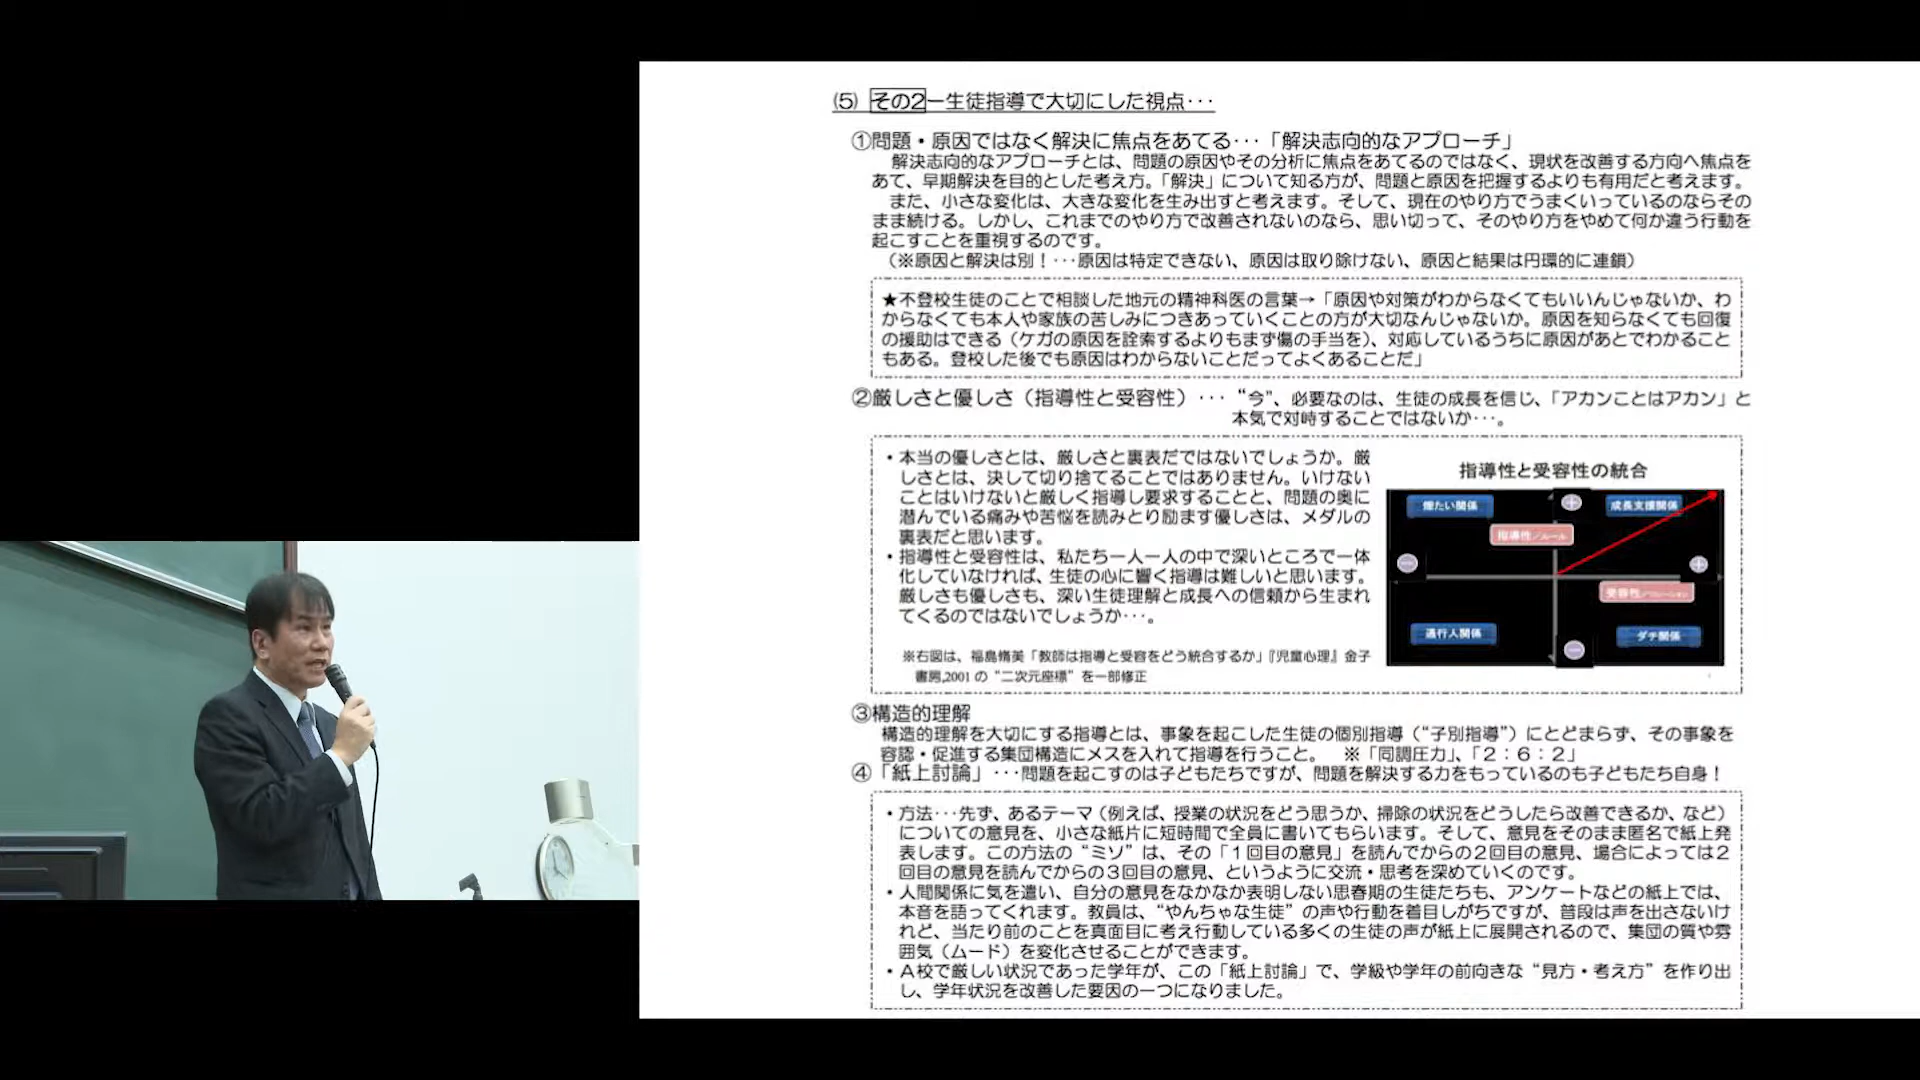 (5) その2－生徒指導で大切にした視点･･･
①問題・原因ではなく解決に焦点をあてる･･･「解決志向的なアプローチ」
解決志向的なアプローチとは、問題の原因やその分析に焦点をあてるのではなく、現状を改善する方向へ焦点を
あて、早期解決を目的とした考え方。「解決」について知る方が、問題と原因を把握するよりも有用だと考えます。
また、小さな変化は、大きな変化を生み出すと考えます。そして、現在のやり方でうまくいっているのならその
まま続ける。しかし、これまでのやり方で改善されないのなら、思い切って、そのやり方をやめて何か違う行動を
起こすことを重視するのです。
（※原因と解決は別！･･･原因は特定できない、原因は取り除けない、原因と結果は円環的に連鎖）
★不登校生徒のことで相談した地元の精神科医の言葉→「原因や対策がわからなくてもいいんじゃないか、わ
からなくても本人や家族の苦しみにつきあっていくことの方が大切なんじゃないか。原因を知らなくても回復
の援助はできる（ケガの原因を詮索するよりもまず傷の手当を）、対応しているうちに原因があとでわかること
もある。登校した後でも原因はわからないことだってよくあることだ」
②厳しさと優しさ（指導性と受容性）･･･“今”、必要なのは、生徒の成長を信じ、「アカンことはアカン」と
本気で対峙することではないか･･･。
・本当の優しさとは、厳しさと裏表だではないでしょうか。厳
しさとは、決して切り捨てることではありません。いけない
ことはいけないと厳しく指導し要求することと、問題の奥に
潜んでいる痛みや苦悩を読みとり励ます優しさは、メダルの
裏表だと思います。
・指導性と受容性は、私たち一人一人の中で深いところで一体
化していなければ、生徒の心に響く指導は難しいと思います。
厳しさも優しさも、深い生徒理解と成長への信頼から生まれ
てくるのではないでしょうか･･･。
※右図は、福島脩美「教師は指導と受容をどう統合するか」『児童心理』金子
書房,2001の“二次元座標”を一部修正
指導性と受容性の統合
煙たい関係
成長支援関係
指導性／ルール
受容性／リレーション
通行人関係
ダチ関係
③構造的理解
構造的理解を大切にする指導とは、事象を起こした生徒の個別指導（“子別指導”）にとどまらず、その事象を
容認・促進する集団構造にメスを入れて指導を行うこと。 ※「同調圧力」、「2：6：2」
④「紙上討論」･･･問題を起こすのは子どもたちですが、問題を解決する力をもっているのも子どもたち自身！
・方法･･･先ず、あるテーマ（例えば、授業の状況をどう思うか、掃除の状況をどうしたら改善できるか、など）
についての意見を、小さな紙片に短時間で全員に書いてもらいます。そして、意見をそのまま匿名で紙上発
表します。この方法の“ミソ”は、その「1回目の意見」を読んでからの2回目の意見、場合によっては2
回目の意見を読んでからの3回目の意見、というように交流・思考を深めていくのです。
・人間関係に気を遣い、自分の意見をなかなか表明しない思春期の生徒たちも、アンケートなどの紙上では、
本音を語ってくれます。教員は、“やんちゃな生徒”の声や行動を着目しがちですが、普段は声を出さないけ
れど、当たり前のことを真面目に考え行動している多くの生徒の声が紙上に展開されるので、集団の質や雰
囲気（ムード）を変化させることができます。
・A校で厳しい状況であった学年が、この「紙上討論」で、学級や学年の前向きな“見方・考え方”を作り出
し、学年状況を改善した要因の一つになりました。